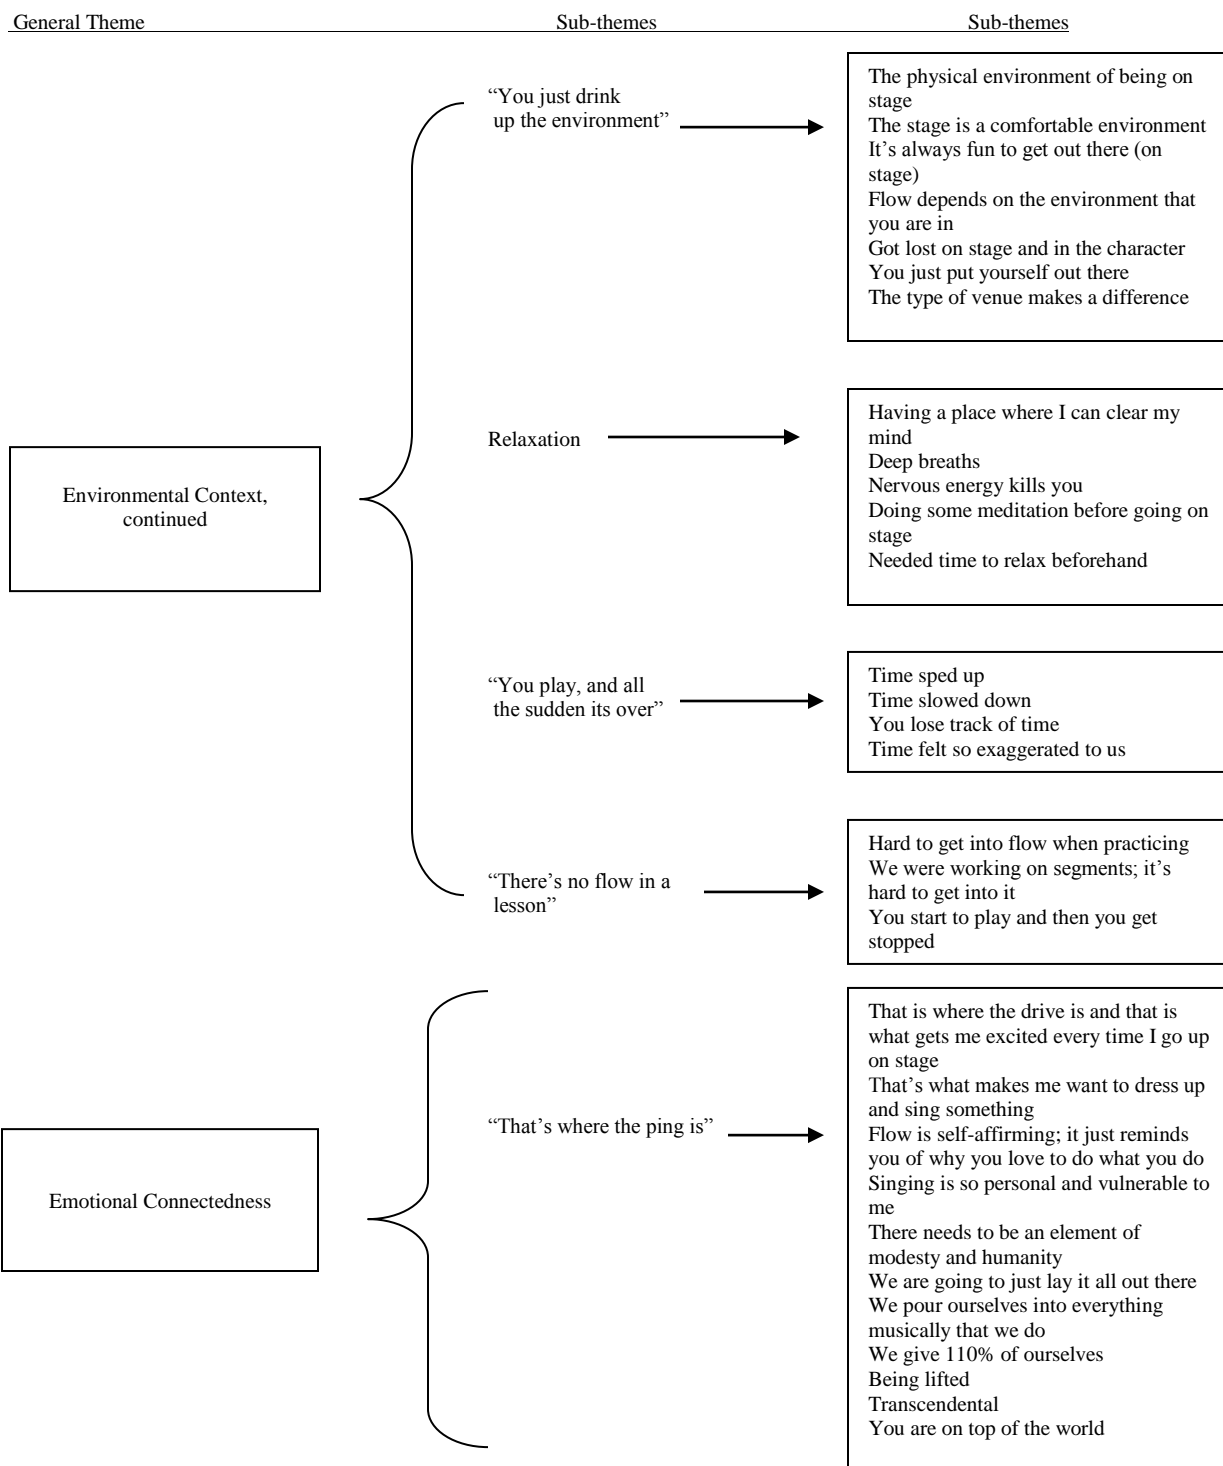 General Theme Sub-themes Sub-themes
“You just drink
up the environment”
The physical environment of being on
stage
The stage is a comfortable environment
It’s always fun to get out there (on
stage)
Flow depends on the environment that
you are in
Got lost on stage and in the character
You just put yourself out there
The type of venue makes a difference
Environmental Context,
continued
Relaxation
Having a place where I can clear my
mind
Deep breaths
Nervous energy kills you
Doing some meditation before going on
stage
Needed time to relax beforehand
“You play, and all
the sudden its over”
Time sped up
Time slowed down
You lose track of time
Time felt so exaggerated to us
“There’s no flow in a
lesson”
Hard to get into flow when practicing
We were working on segments; it’s
hard to get into it
You start to play and then you get
stopped
Emotional Connectedness
“That’s where the ping is”
That is where the drive is and that is
what gets me excited every time I go up
on stage
That’s what makes me want to dress up
and sing something
Flow is self-affirming; it just reminds
you of why you love to do what you do
Singing is so personal and vulnerable to
me
There needs to be an element of
modesty and humanity
We are going to just lay it all out there
We pour ourselves into everything
musically that we do
We give 110% of ourselves
Being lifted
Transcendental
You are on top of the world